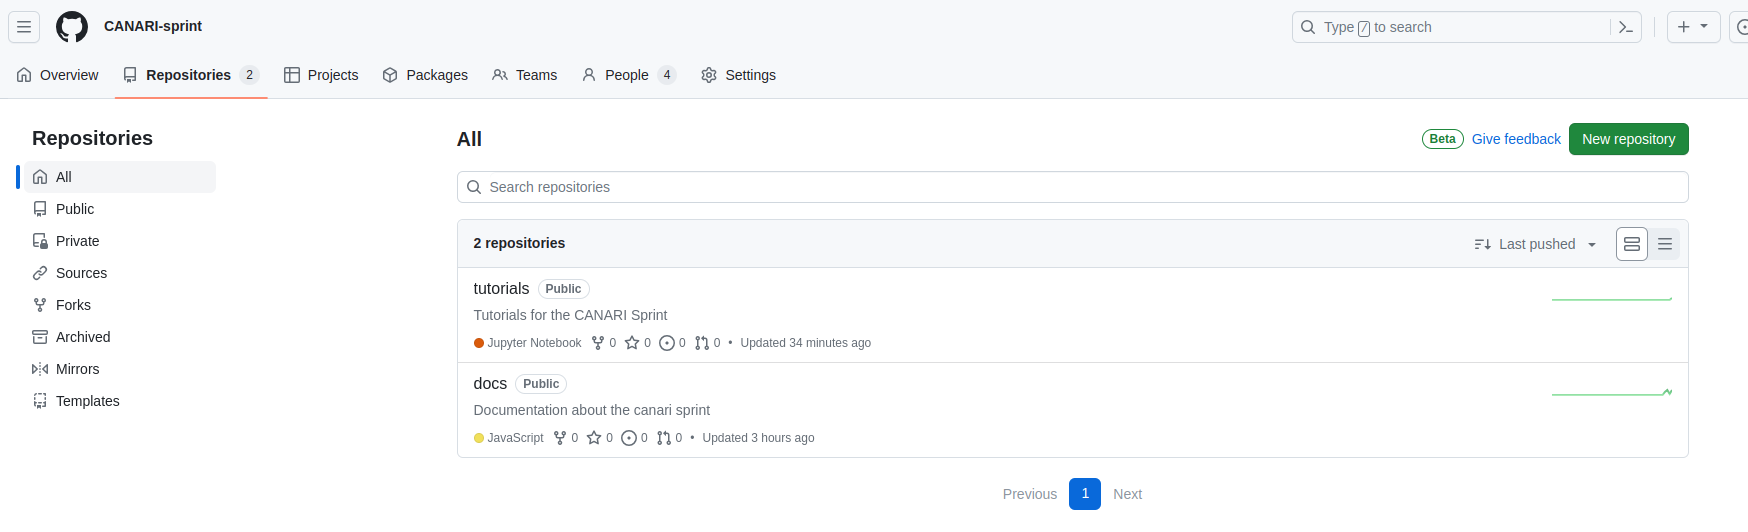 CANARI-sprint
Type / to search
Overview
Repositories 2
Projects
Packages
Teams
People 4
Settings
Repositories
All
Public
Private
Sources
Forks
Archived
Mirrors
Templates
All
Beta Give feedback New repository
Search repositories
2 repositories
Last pushed
tutorials Public
Tutorials for the CANARI Sprint
Jupyter Notebook 0 0 0 0 • Updated 34 minutes ago
docs Public
Documentation about the canari sprint
JavaScript 0 0 0 0 • Updated 3 hours ago
Previous 1 Next